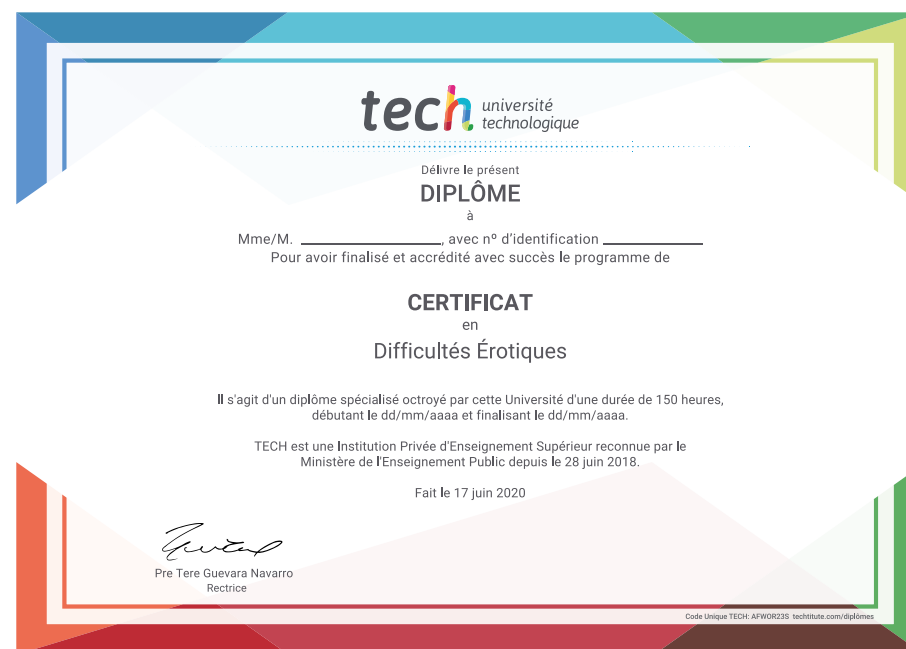 tech université
technologique
Délivre le présent
DIPLÔME
à
Mme/M. ____________________, avec nº d'identification ______________
Pour avoir finalisé et accrédité avec succès le programme de
CERTIFICAT
en
Difficultés Érotiques
Il s'agit d'un diplôme spécialisé octroyé par cette Université d'une durée de 150 heures,
débutant le dd/mm/aaaa et finalisant le dd/mm/aaaa.
TECH est une Institution Privée d'Enseignement Supérieur reconnue par le
Ministère de l'Enseignement Public depuis le 28 juin 2018.
Fait le 17 juin 2020
Pre Tere Guevara Navarro
Rectrice
Code Unique TECH: AFWOR23S techtitute.com/diplômes